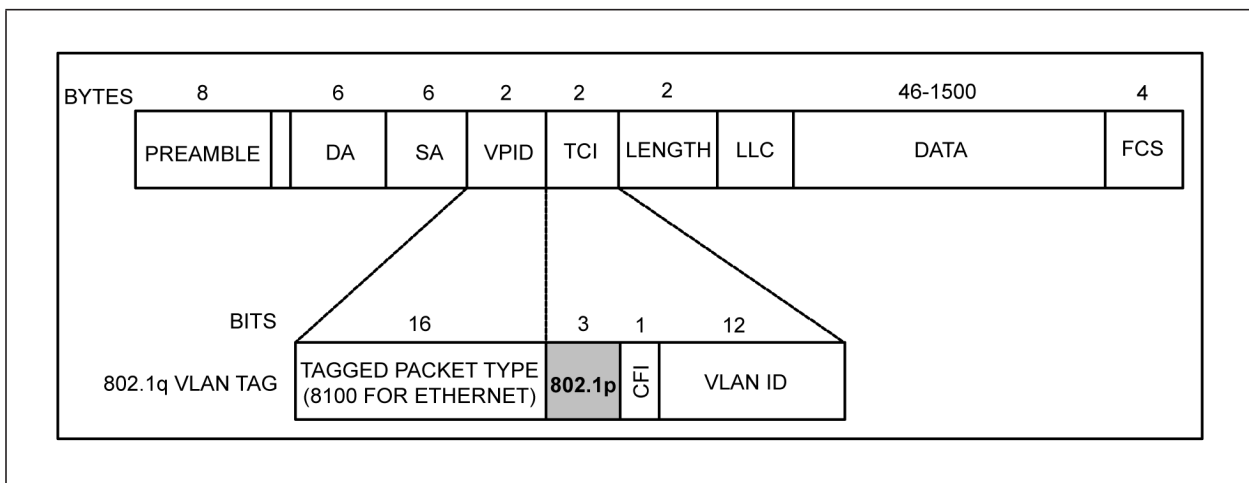 BYTES 8 6 6 2 2 2 46-1500 4
PREAMBLE DA SA VPID TCI LENGTH LLC DATA FCS
BITS 16 3 1 12
802.1q VLAN TAG
TAGGED PACKET TYPE
(8100 FOR ETHERNET)
802.1p
CFI
VLAN ID